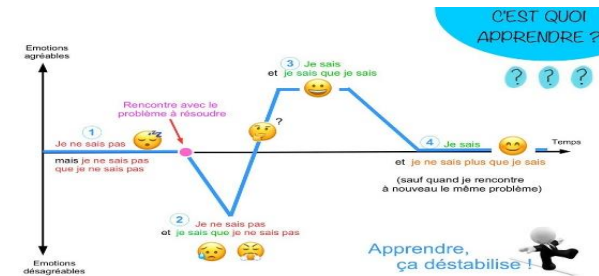 C'EST QUOI
APPRENDRE ?
? ? ?
Emotions
agréables
3 Je sais
et je sais que je sais
Rencontre avec le
problème à résoudre
?
1
Je ne sais pas
mais je ne sais pas
que je ne sais pas
4 Je sais
Temps
et je ne sais plus que je sais
(sauf quand je rencontre
à nouveau le même problème)
2 Je ne sais pas
et je sais que je ne sais pas
Apprendre,
ça déstabilise !
Emotions
désagréables